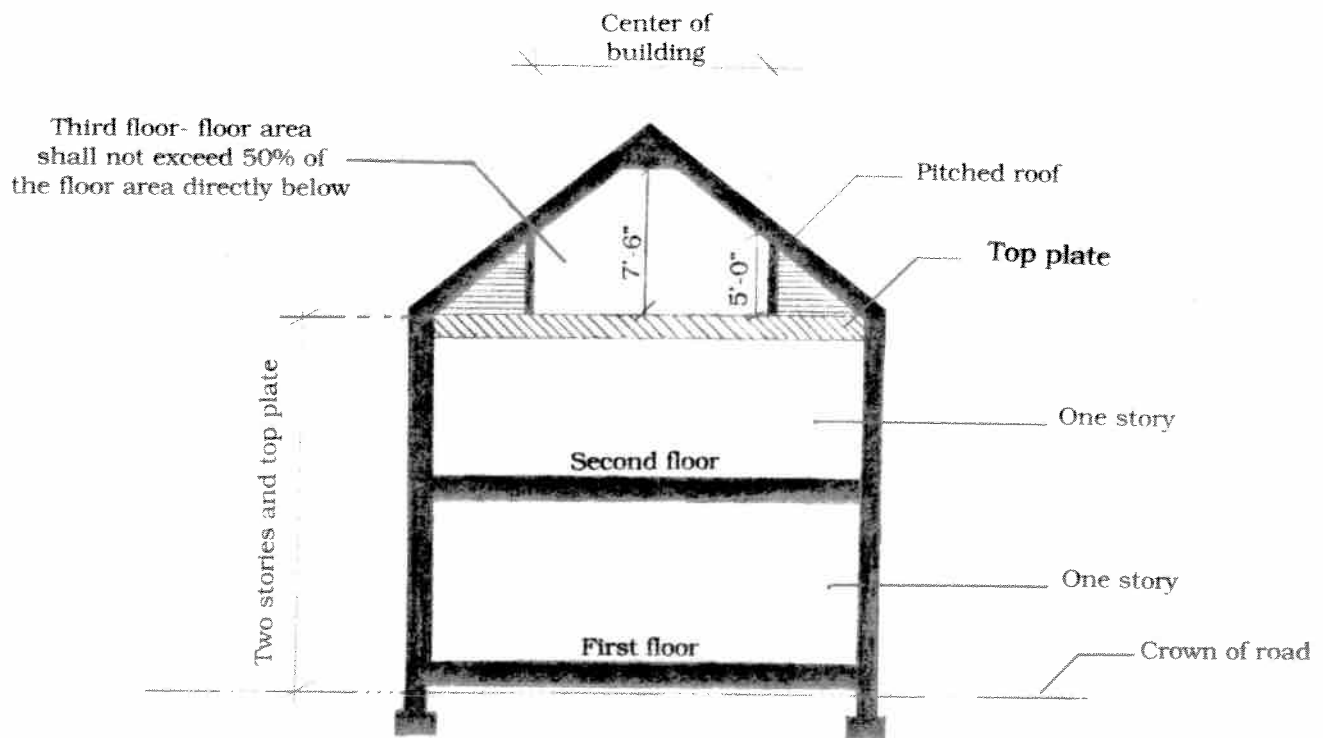 Center of
building
Third floor- floor area
shall not exceed 50% of
the floor area directly below
Pitched roof
Top plate
7'-6"
5'-0"
Two stories and top plate
One story
Second floor
One story
First floor
Crown of road